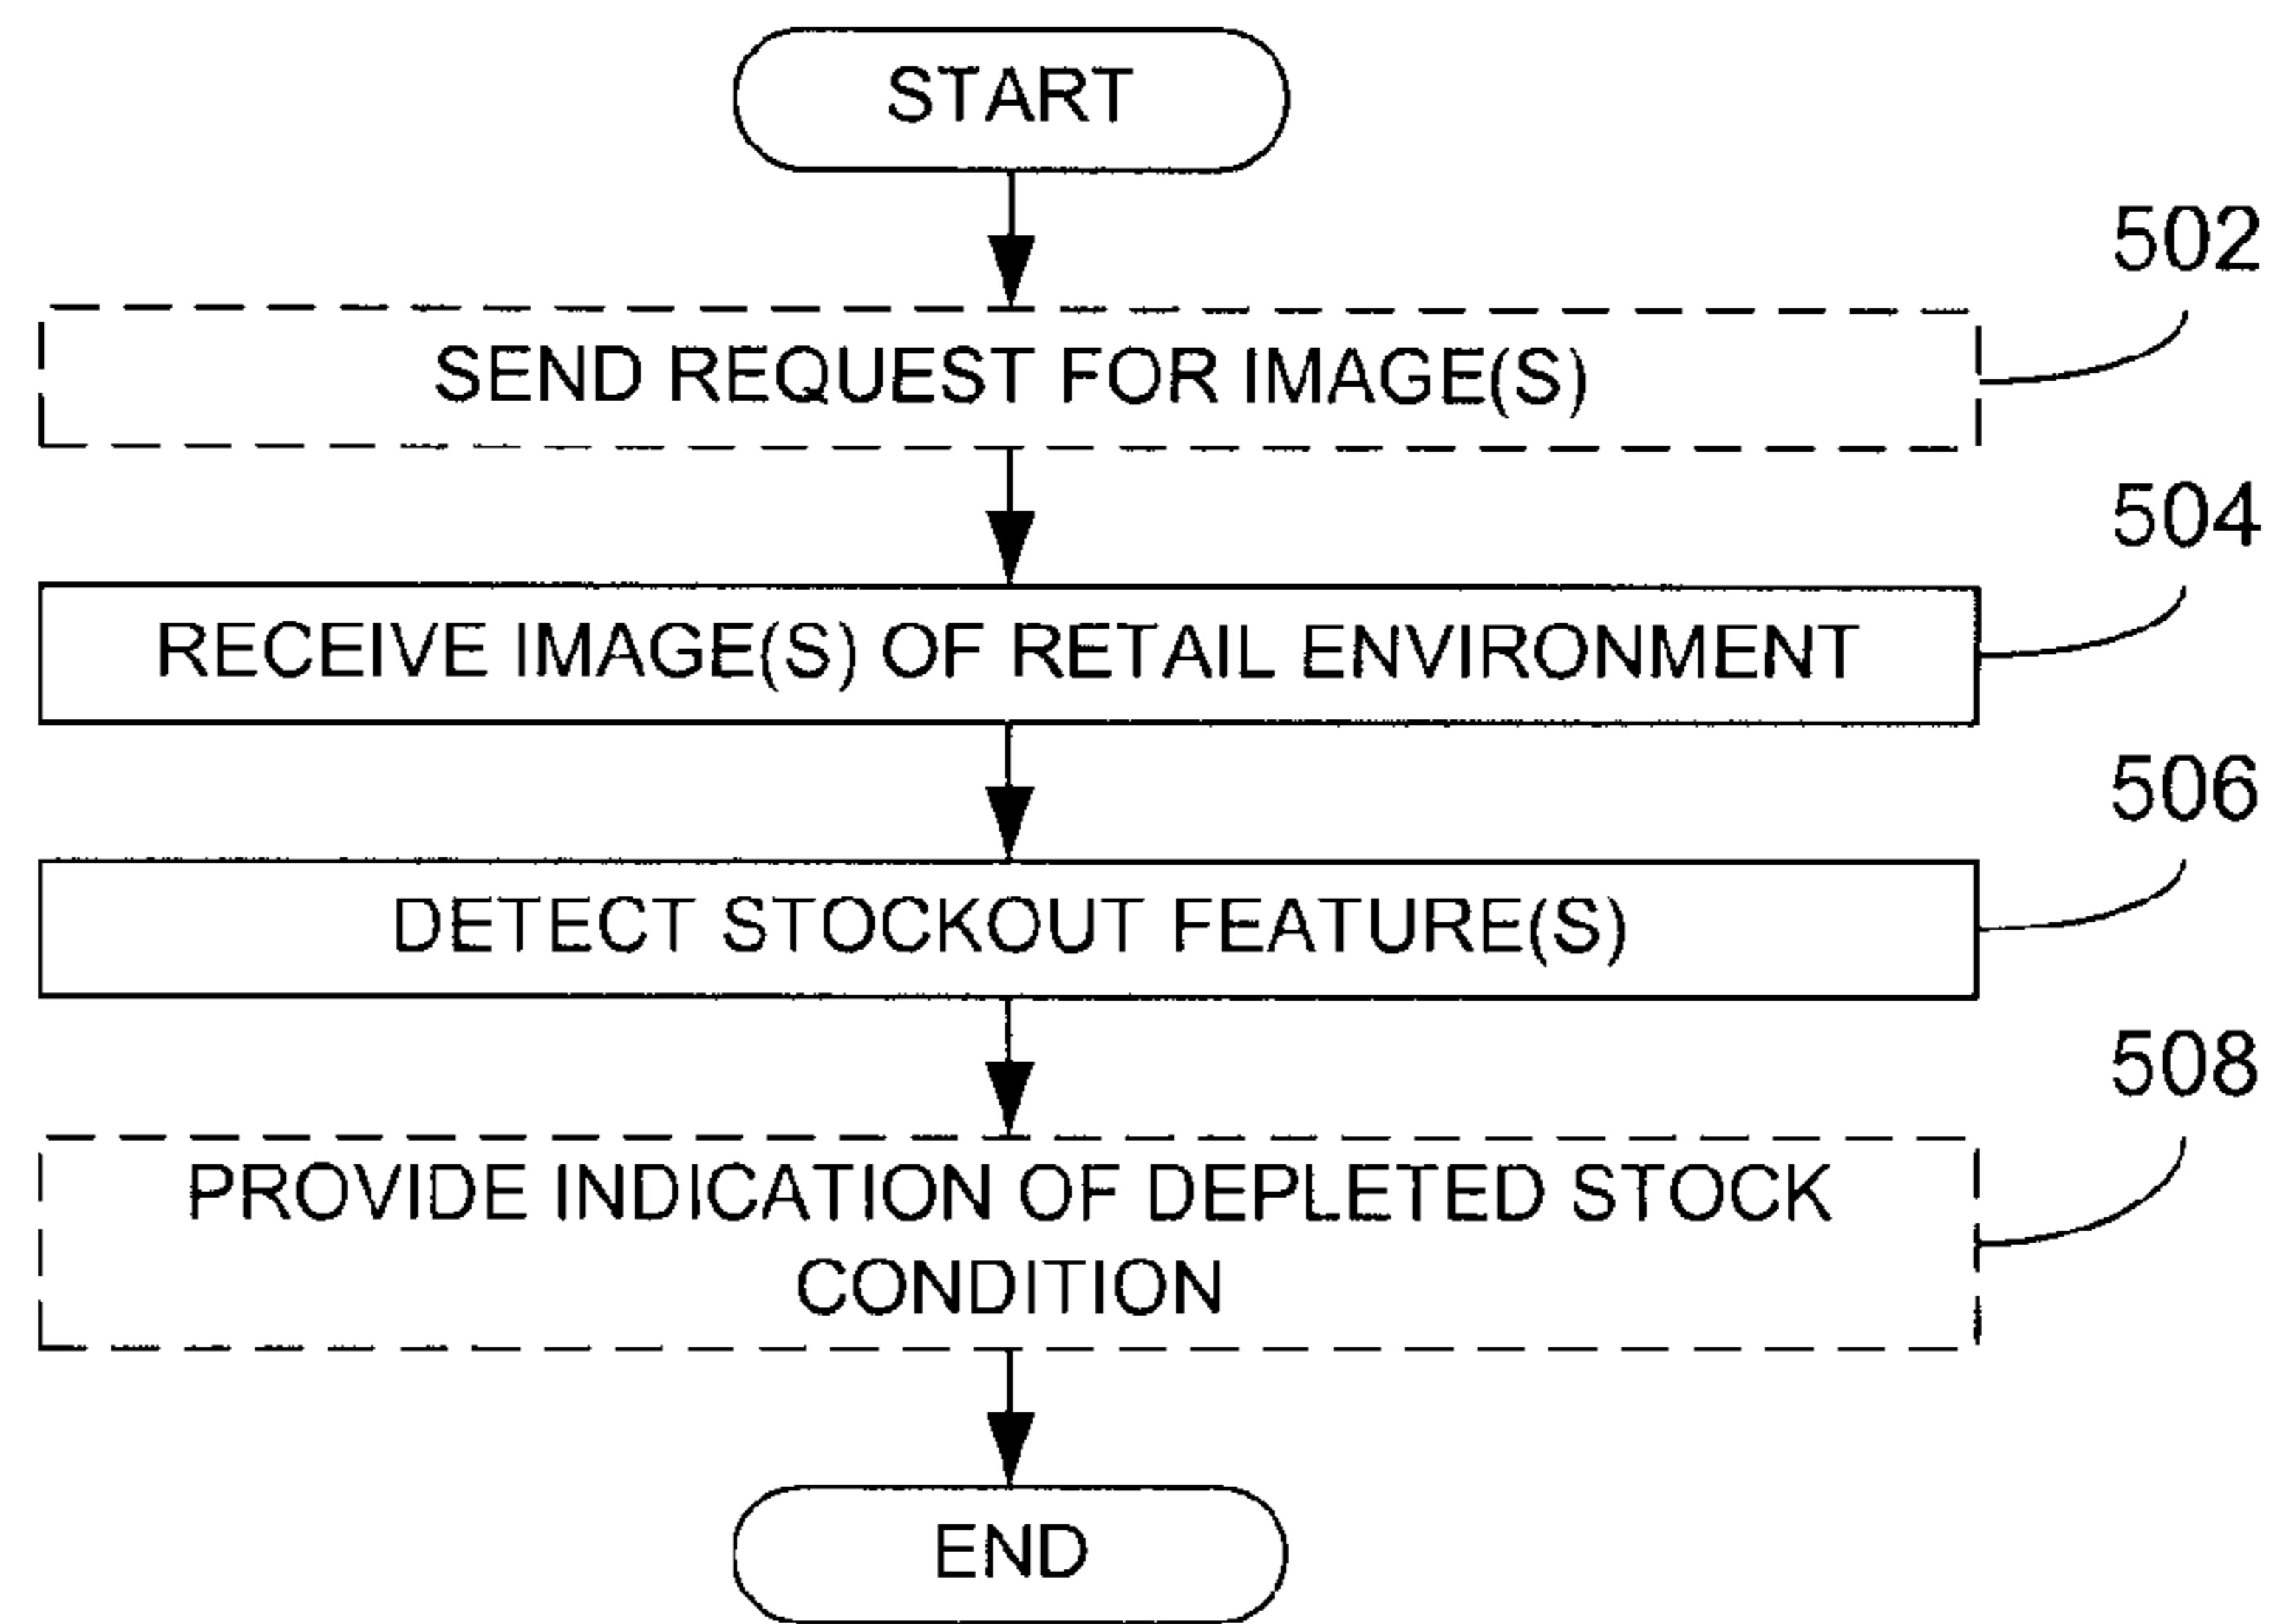 START
502
SEND REQUEST FOR IMAGE(S)
504
RECEIVE IMAGE(S) OF RETAIL ENVIRONMENT
506
DETECT STOCKOUT FEATURE(S)
508
PROVIDE INDICATION OF DEPLETED STOCK
CONDITION
END